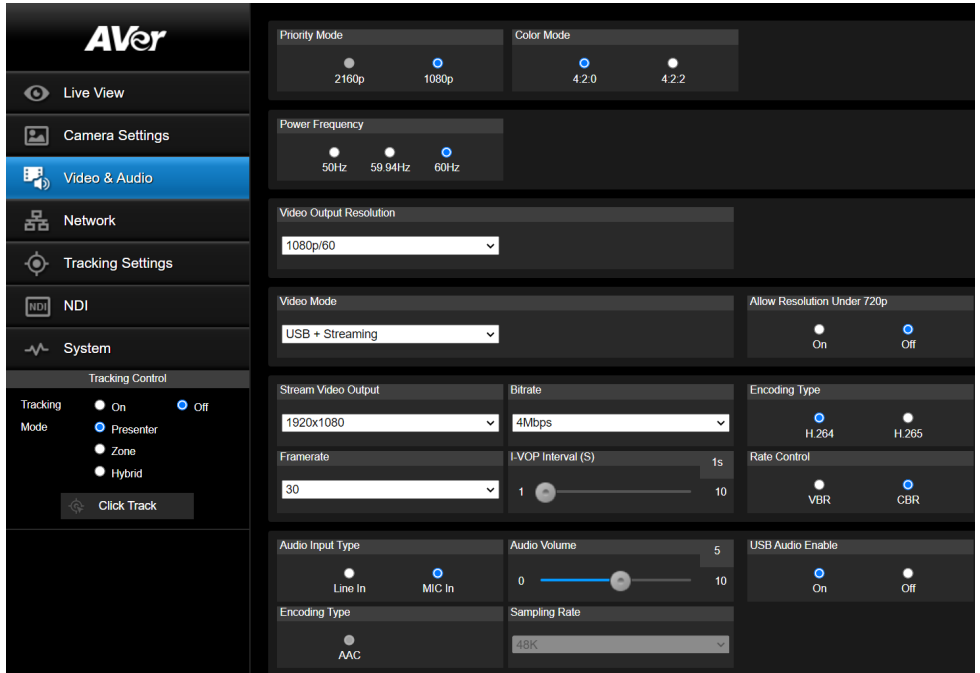 AVer
Live View
Camera Settings
Video & Audio
Network
Tracking Settings
NDI NDI
System
Tracking Control
Tracking On Off
Mode Presenter
Zone
Hybrid
Click Track
Priority Mode Color Mode
2160p 1080p 4:2:0 4:2:2
Power Frequency
50Hz 59.94Hz 60Hz
Video Output Resolution
1080p/60
Video Mode Allow Resolution Under 720p
USB + Streaming
On Off
Stream Video Output Bitrate Encoding Type
1920x1080 4Mbps
H.264 H.265
Framerate I-VOP Interval (S) 1s Rate Control
30 1 10
VBR CBR
Audio Input Type Audio Volume 5 USB Audio Enable
0 10
Line In MIC In On Off
Encoding Type Sampling Rate
48K
AAC